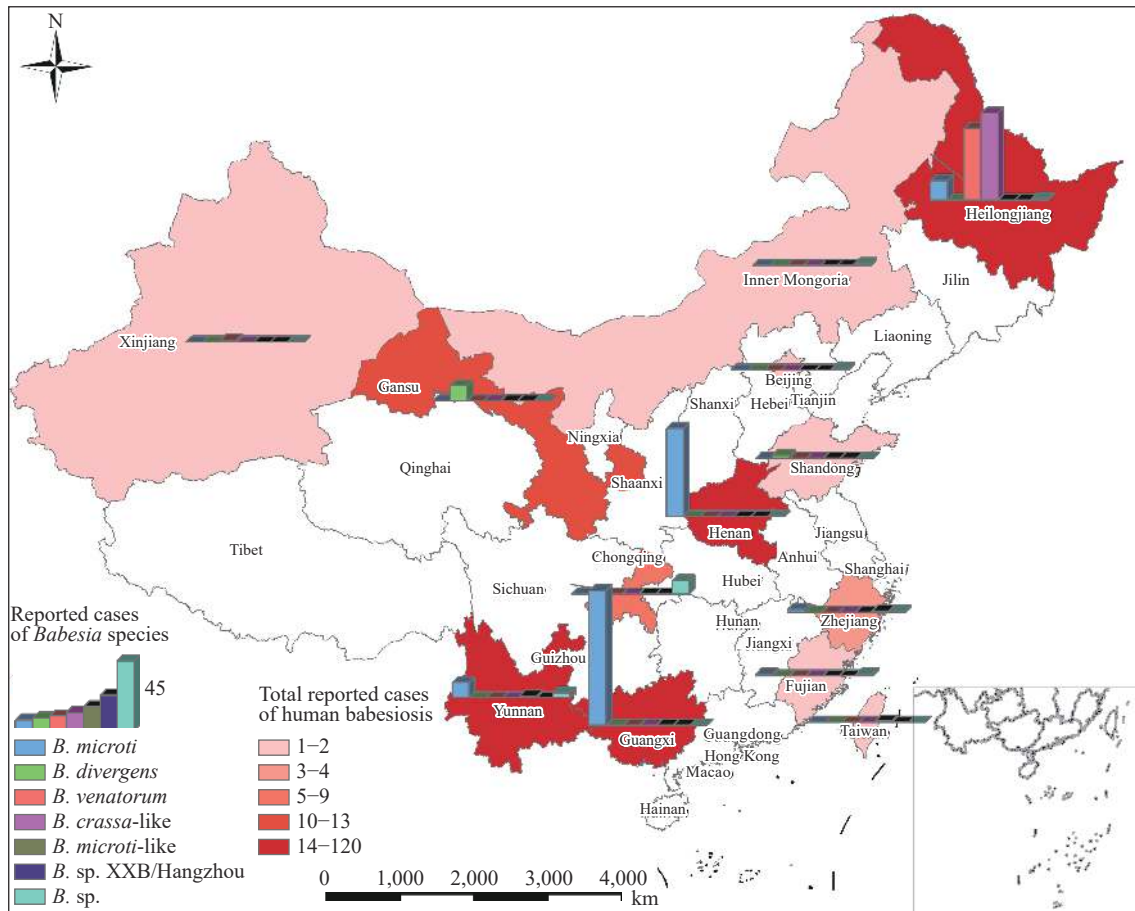 N
Heilongjiang
Inner Mongoria
Jilin
Xinjiang
Liaoning
Gansu
Beijing
Shanxi
Hebei
Tianjin
Ningxia
Qinghai
Shaanxi
Shandong
Henan
Jiangsu
Tibet
Chongqing
Anhui
Shanghai
Sichuan
Hubei
Zhejiang
Hunan
Jiangxi
Guizhou
Fujian
Yunnan
Guangxi
Guangdong
Taiwan
Hong Kong
Macao
Hainan
Reported cases
of Babesia species
45
B. microti
B. divergens
B. venatorum
B. crassa-like
B. microti-like
B. sp. XXB/Hangzhou
B. sp.
Total reported cases
of human babesiosis
1−2
3−4
5−9
10−13
14−120
0 1,000 2,000 3,000 4,000
km